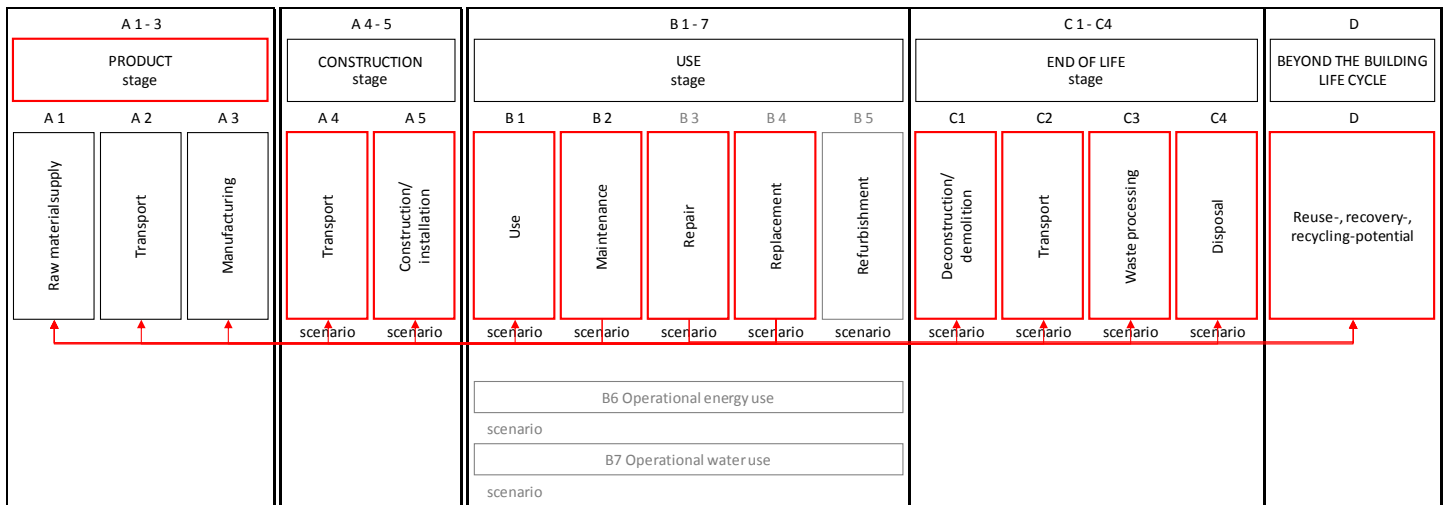 A 1 - 3
A 4 - 5
B 1 - 7
C 1 - C4
D
PRODUCT
stage
CONSTRUCTION
stage
USE
stage
END OF LIFE
stage
BEYOND THE BUILDING
LIFE CYCLE
A 1
A 2
A 3
A 4
A 5
B 1
B 2
B 3
B 4
B 5
C1
C2
C3
C4
D
Raw material supply
Transport
Manufacturing
Transport
Construction/
installation
Use
Maintenance
Repair
Replacement
Refurbishment
Deconstruction/
demolition
Transport
Waste processing
Disposal
Reuse-, recovery-,
recycling-potential
scenario
scenario
scenario
scenario
scenario
scenario
scenario
scenario
scenario
scenario
scenario
B6 Operational energy use
scenario
B7 Operational water use
scenario